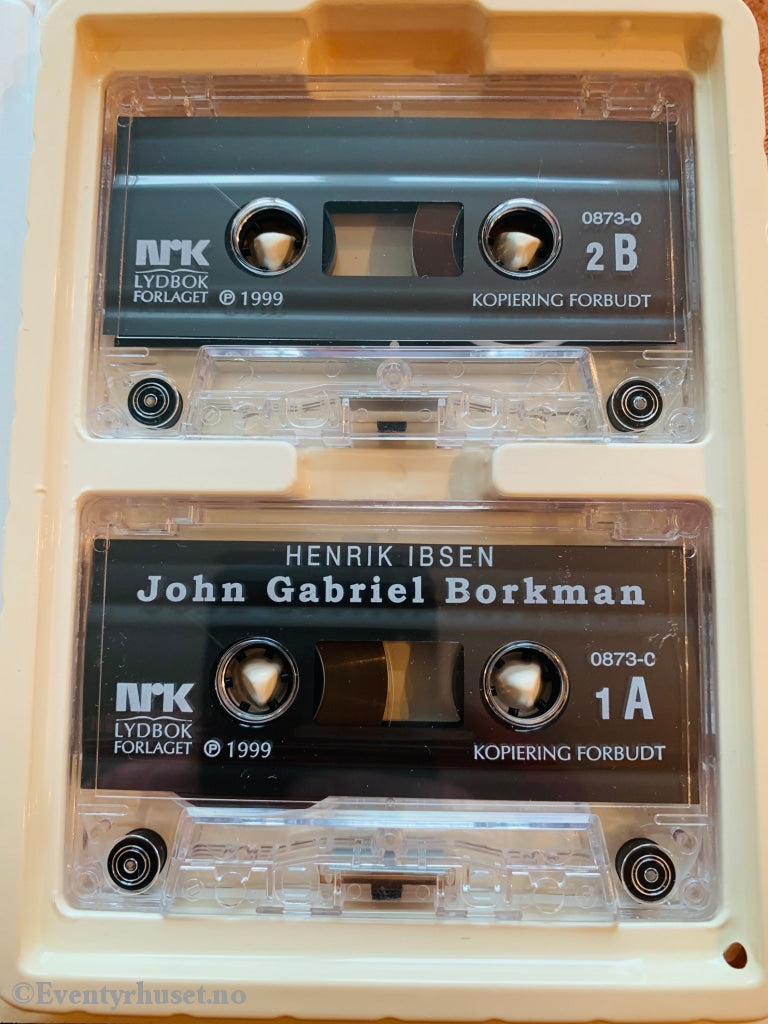 0873-0
2 B
NRK
LYDBOK
FORLAGET ℗ 1999
KOPIERING FORBUDT
HENRIK IBSEN
John Gabriel Borkman
0873-0
1 A
NRK
LYDBOK
FORLAGET ℗ 1999
KOPIERING FORBUDT
©Eventyrhuset.no